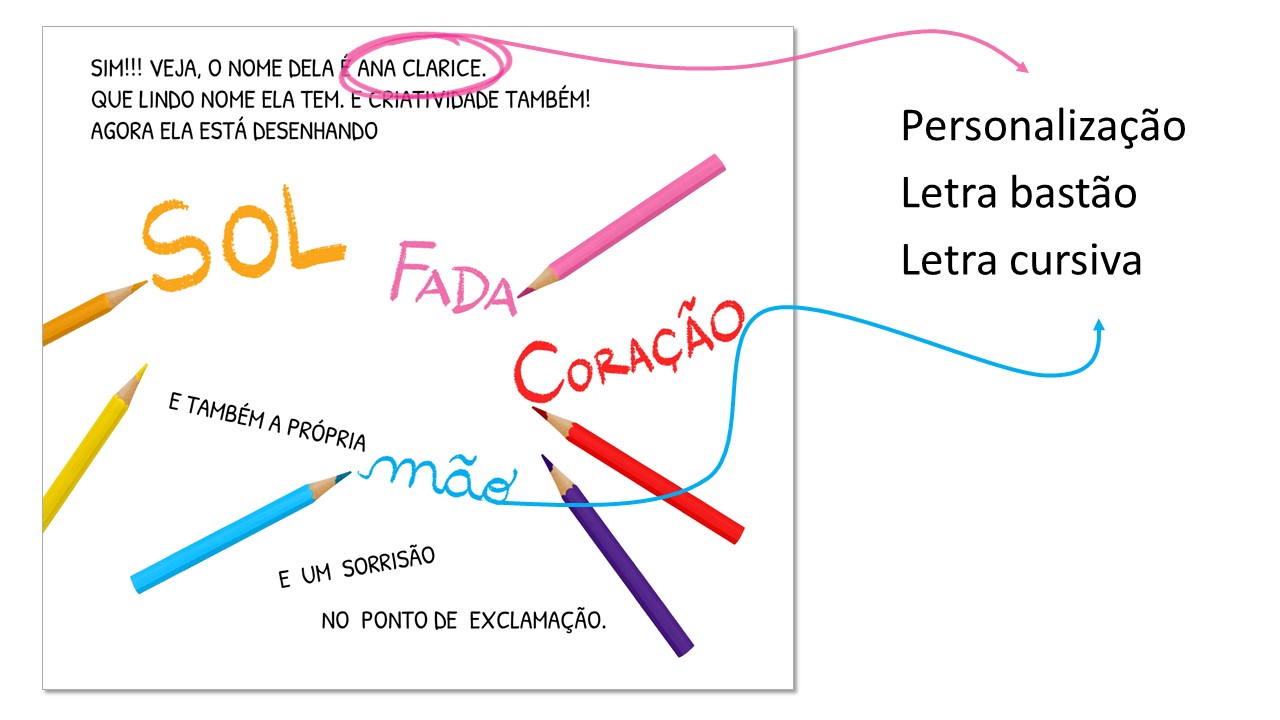 SIM!!! VEJA, O NOME DELA É ANA CLARICE.
QUE LINDO NOME ELA TEM. E CRIATIVIDADE TAMBÉM!
AGORA ELA ESTÁ DESENHANDO
SOL
FADA
CORAÇÃO
E TAMBÉM A PRÓPRIA
mão
E UM SORRISÃO
NO PONTO DE EXCLAMAÇÃO.
Personalização
Letra bastão
Letra cursiva